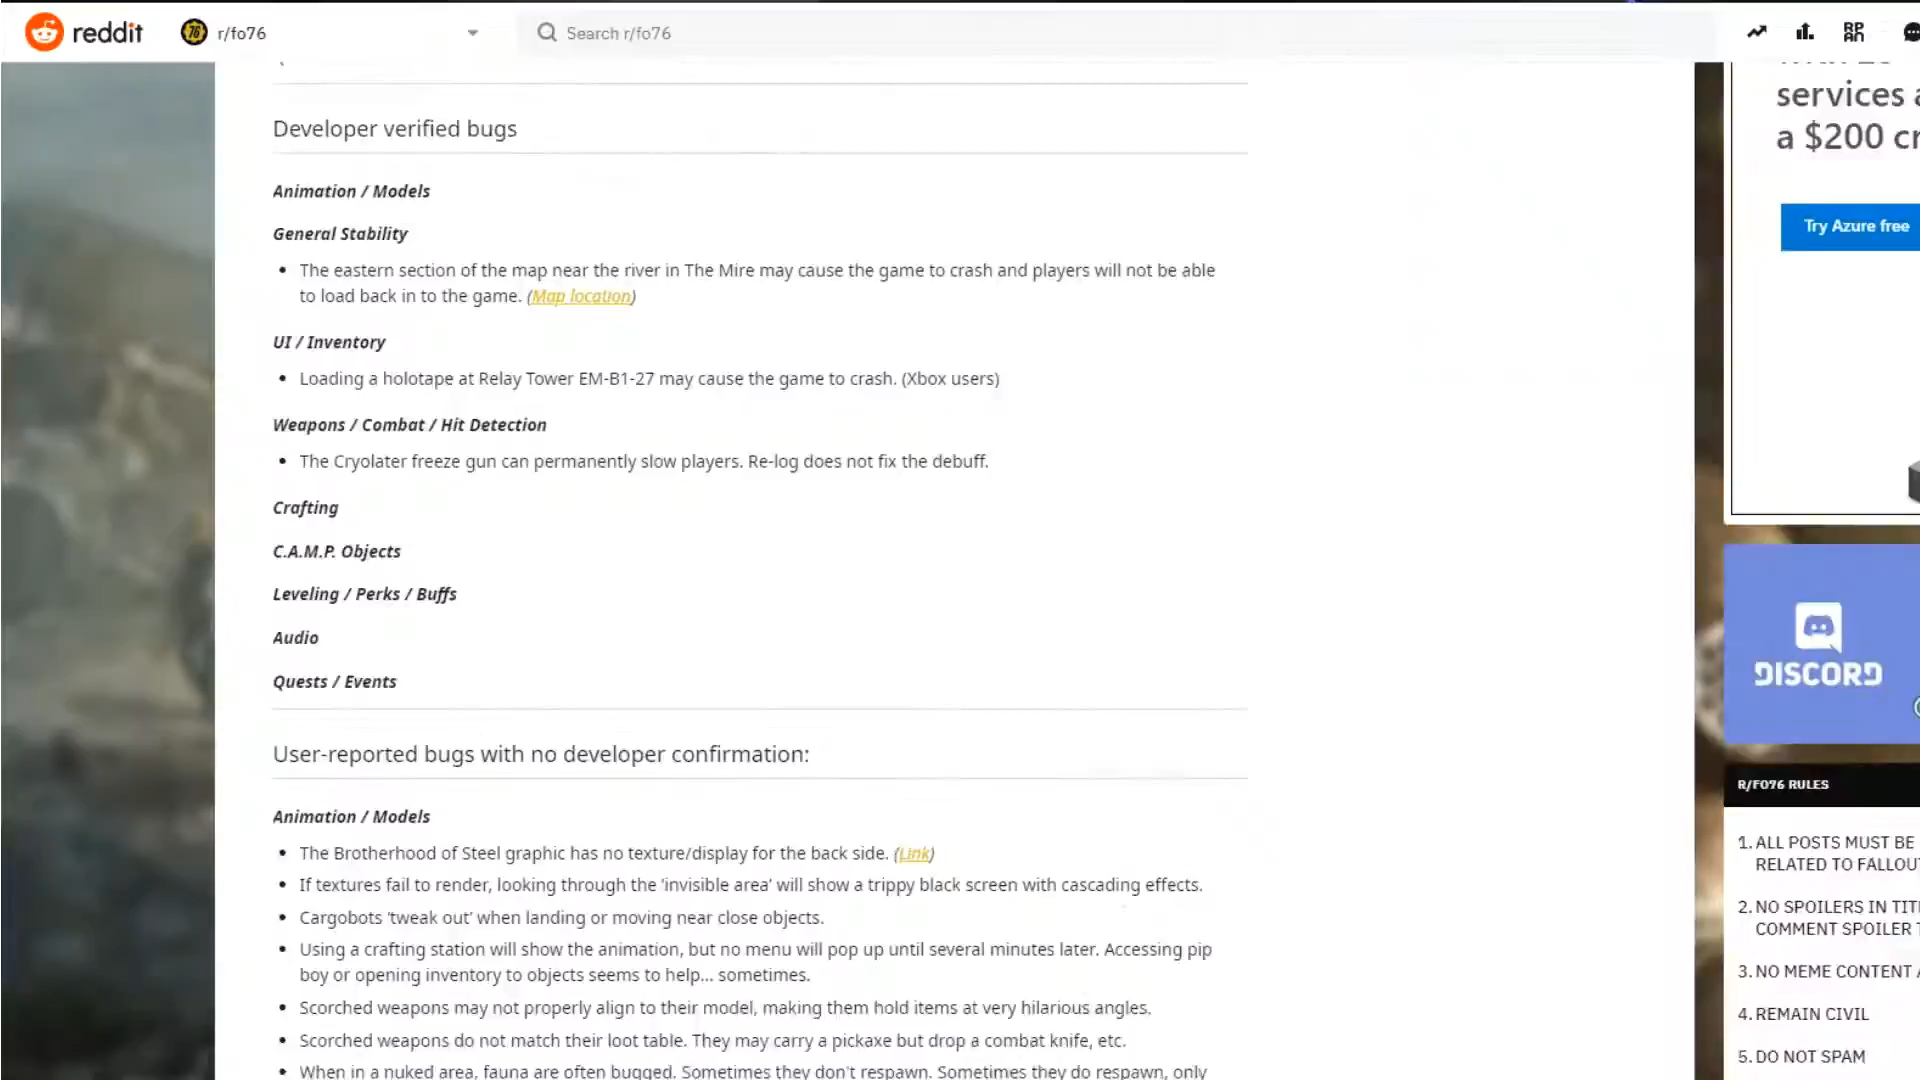 reddit
r/fo76
Search r/fo76
RP
AN
services
a $200
Try Azure free
Developer verified bugs
Animation / Models
General Stability
• The eastern section of the map near the river in The Mire may cause the game to crash and players will not be able
to load back in to the game. (Map location)
UI / Inventory
• Loading a holotape at Relay Tower EM-B1-27 may cause the game to crash. (Xbox users)
Weapons / Combat / Hit Detection
• The Cryolater freeze gun can permanently slow players. Re-log does not fix the debuff.
Crafting
C.A.M.P. Objects
Leveling / Perks / Buffs
Audio
Quests / Events
DISCORD
User-reported bugs with no developer confirmation:
Animation / Models
• The Brotherhood of Steel graphic has no texture/display for the back side. (Link)
• If textures fail to render, looking through the 'invisible area' will show a trippy black screen with cascading effects.
• Cargobots 'tweak out' when landing or moving near close objects.
• Using a crafting station will show the animation, but no menu will pop up until several minutes later. Accessing pip
boy or opening inventory to objects seems to help... sometimes.
• Scorched weapons may not properly align to their model, making them hold items at very hilarious angles.
• Scorched weapons do not match their loot table. They may carry a pickaxe but drop a combat knife, etc.
• When in a nuked area, fauna are often bugged. Sometimes they don't respawn. Sometimes they do respawn, only
R/FO76 RULES
1. ALL POSTS MUST BE
RELATED TO
2. NO SPOILERS IN
COMMENT SPOILER
3. NO MEME CONTENT
4. REMAIN CIVIL
5. DO NOT SPAM